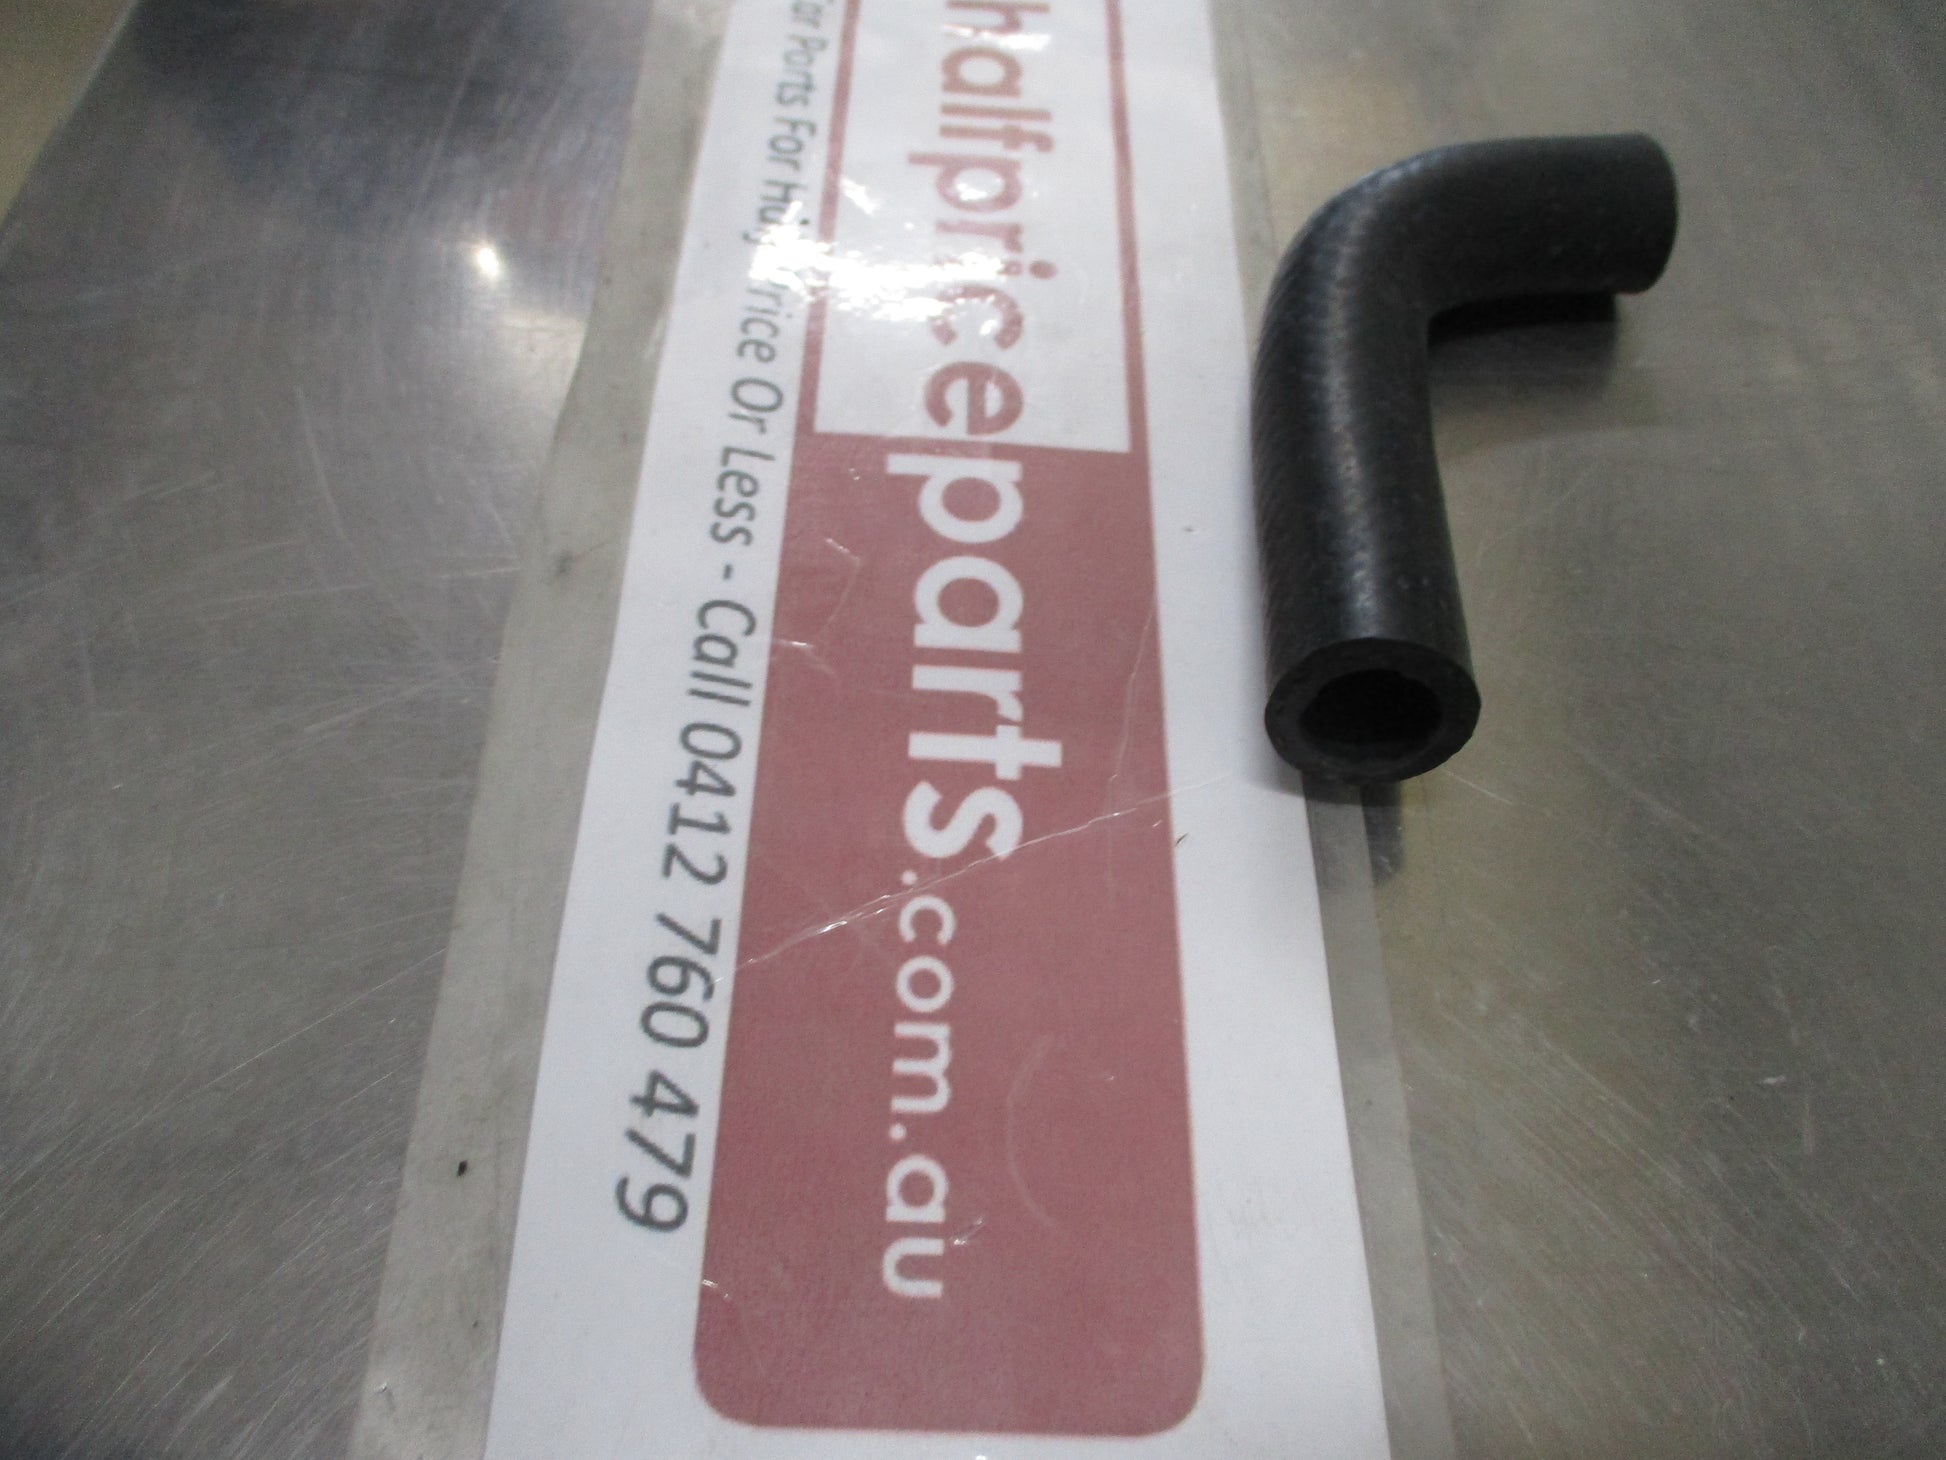 halfpriceparts.com.au
For Parts For Half Price Or Less - Call 0412 760 479